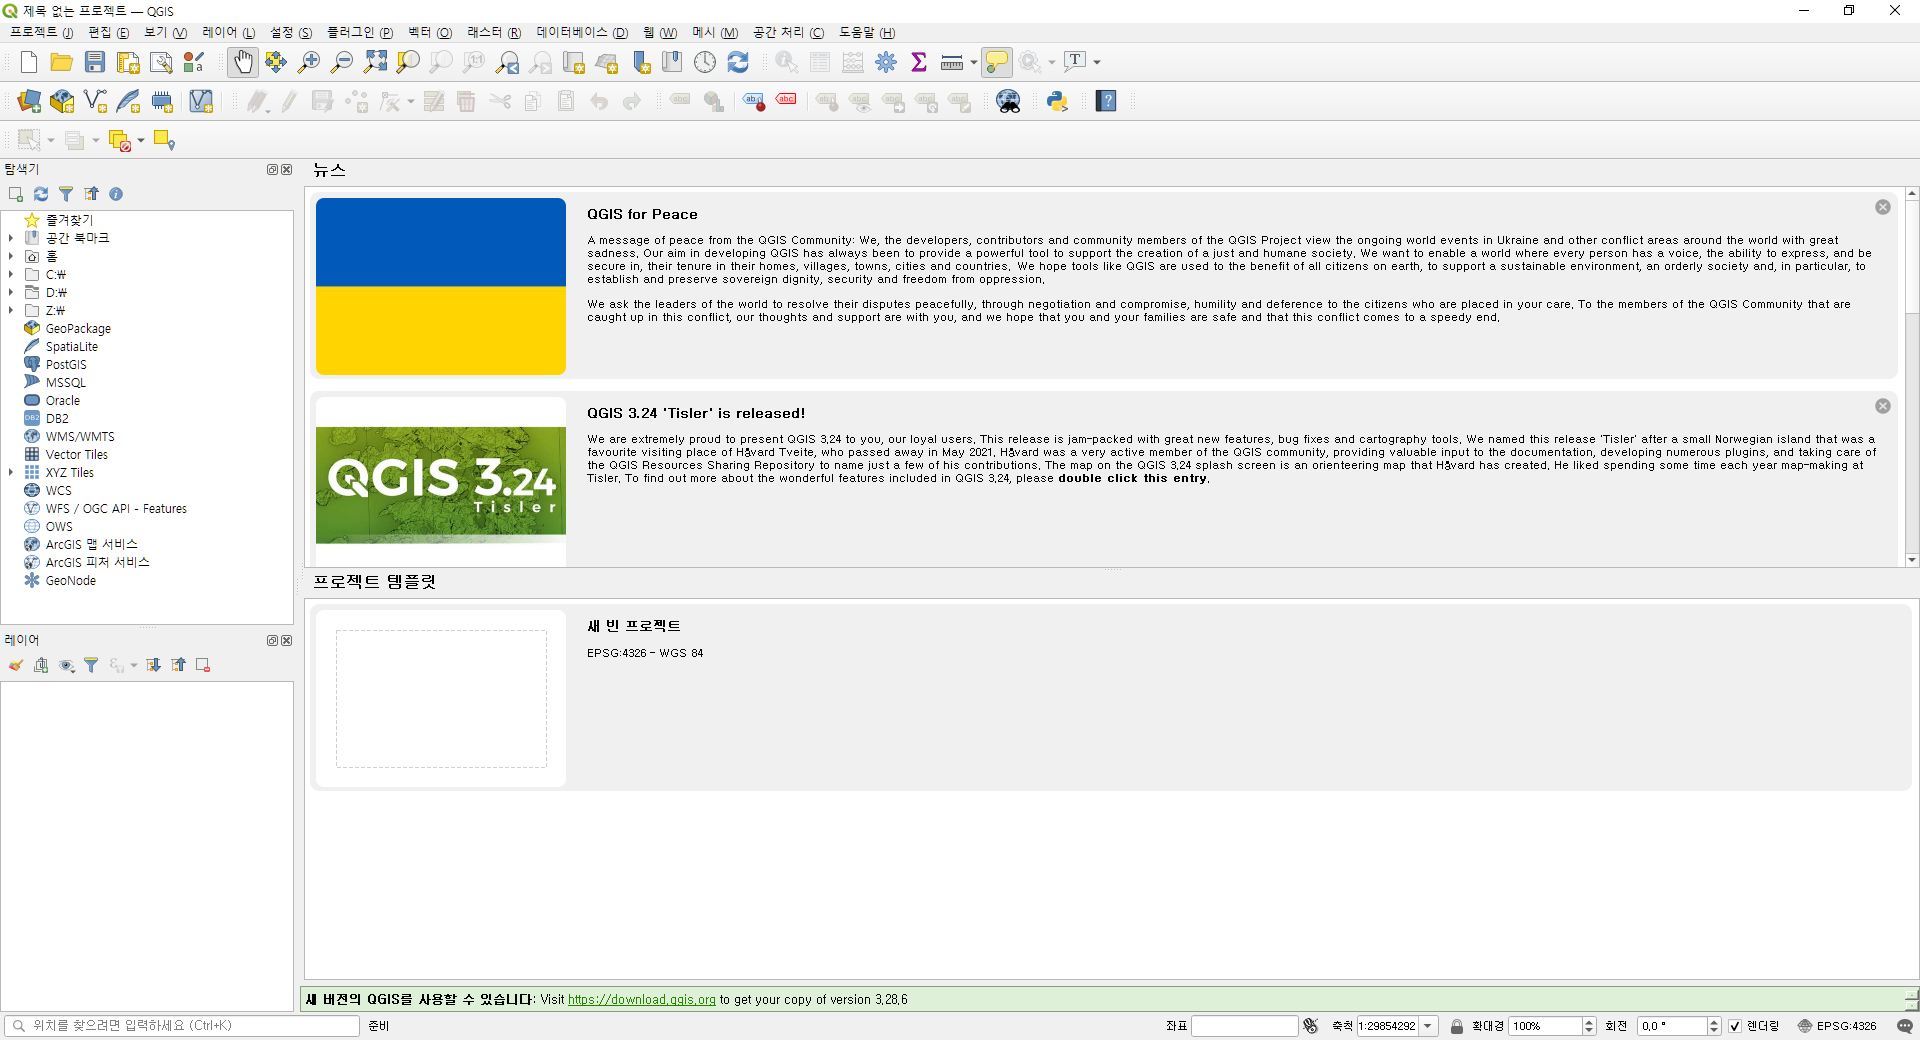 제목 없는 프로젝트 — QGIS
프로젝트 (J) 편집 (E) 보기 (V) 레이어 (L) 설정 (S) 플러그인 (P) 벡터 (O) 래스터 (R) 데이터베이스 (D) 웹 (W) 메시 (M) 공간 처리 (C) 도움말 (H)
탐색기
즐겨찾기
공간 북마크
홈
C:₩
D:₩
Z:₩
GeoPackage
SpatiaLite
PostGIS
MSSQL
Oracle
DB2
WMS/WMTS
Vector Tiles
XYZ Tiles
WCS
WFS / OGC API - Features
OWS
ArcGIS 맵 서비스
ArcGIS 피처 서비스
GeoNode
레이어
뉴스
QGIS for Peace
A message of peace from the QGIS Community: We, the developers, contributors and community members of the QGIS Project view the ongoing world events in Ukraine and other conflict areas around the world with great
sadness. Our aim in developing QGIS has always been to provide a powerful tool to support the creation of a just and humane society. We want to enable a world where every person has a voice, the ability to express, and be
secure in, their tenure in their homes, villages, towns, cities and countries. We hope tools like QGIS are used to the benefit of all citizens on earth, to support a sustainable environment, an orderly society and, in particular, to
establish and preserve sovereign dignity, security and freedom from oppression.
We ask the leaders of the world to resolve their disputes peacefully, through negotiation and compromise, humility and deference to the citizens who are placed in your care. To the members of the QGIS Community that are
caught up in this conflict, our thoughts and support are with you, and we hope that you and your families are safe and that this conflict comes to a speedy end.
QGIS 3.24
Tisler
QGIS 3.24 'Tisler' is released!
We are extremely proud to present QGIS 3.24 to you, our loyal users. This release is jam-packed with great new features, bug fixes and cartography tools. We named this release 'Tisler' after a small Norwegian island that was a
favourite visiting place of Håvard Tveite, who passed away in May 2021. Håvard was a very active member of the QGIS community, providing valuable input to the documentation, developing numerous plugins, and taking care of
the QGIS Resources Sharing Repository to name just a few of his contributions. The map on the QGIS 3.24 splash screen is an orienteering map that Håvard has created. He liked spending some time each year map-making at
Tisler. To find out more about the wonderful features included in QGIS 3.24, please double click this entry.
프로젝트 템플릿
새 빈 프로젝트
EPSG:4326 - WGS 84
새 버전의 QGIS를 사용할 수 있습니다: Visit https://download.qgis.org to get your copy of version 3.28.6
위치를 찾으려면 입력하세요 (Ctrl+K) 준비 좌표 축척 1:29854292 확대경 100% 회전 0.0 ° 렌더링 EPSG:4326